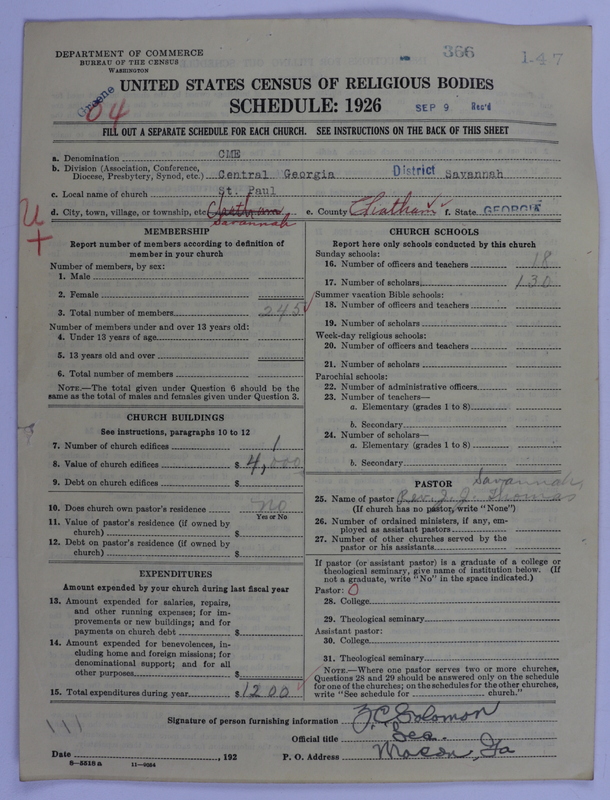 366
1-47
DEPARTMENT OF COMMERCE
BUREAU OF THE CENSUS
WASHINGTON
UNITED STATES CENSUS OF RELIGIOUS BODIES
Greene
04
SCHEDULE: 1926
SEP 9 Rec'd
FILL OUT A SEPARATE SCHEDULE FOR EACH CHURCH. SEE INSTRUCTIONS ON THE BACK OF THIS SHEET
a. Denomination CME
b. Division (Association, Conference, Diocese, Presbytery, Synod, etc.) Central Georgia District Savannah
c. Local name of church St. Paul
d. City, town, village, or township, etc. Chatham Savannah e. County Chatham f. State GEORGIA
U
+
MEMBERSHIP
Report number of members according to definition of
member in your church
Number of members, by sex:
1. Male
2. Female
3. Total number of members 245
Number of members under and over 13 years old:
4. Under 13 years of age
5. 13 years old and over
6. Total number of members
NOTE.—The total given under Question 6 should be the
same as the total of males and females given under Question 3.
CHURCH BUILDINGS
See instructions, paragraphs 10 to 12
7. Number of church edifices 1
8. Value of church edifices $ 4,000
9. Debt on church edifices $
10. Does church own pastor's residence No
Yes or No
11. Value of pastor's residence (if owned by
church) $
12. Debt on pastor's residence (if owned by
church) $
EXPENDITURES
Amount expended by your church during last fiscal year
13. Amount expended for salaries, repairs,
and other running expenses; for im-
provements or new buildings; and for
payments on church debt $
14. Amount expended for benevolences, in-
cluding home and foreign missions; for
denominational support; and for all
other purposes $
15. Total expenditures during year $ 1200
CHURCH SCHOOLS
Report here only schools conducted by this church
Sunday schools:
16. Number of officers and teachers 18
17. Number of scholars 130
Summer vacation Bible schools:
18. Number of officers and teachers
19. Number of scholars
Week-day religious schools:
20. Number of officers and teachers
21. Number of scholars
Parochial schools:
22. Number of administrative officers
23. Number of teachers—
a. Elementary (grades 1 to 8)
b. Secondary
24. Number of scholars—
a. Elementary (grades 1 to 8)
b. Secondary
PASTOR Savannah,
25. Name of pastor Rev. J. J. Thomas
(If church has no pastor, write "None")
26. Number of ordained ministers, if any, em-
ployed as assistant pastors
27. Number of other churches served by the
pastor or his assistants
If pastor (or assistant pastor) is a graduate of a college or
theological seminary, give name of institution below. (If
not a graduate, write "No" in the space indicated.)
Pastor: 0
28. College
29. Theological seminary
Assistant pastor:
30. College
31. Theological seminary
NOTE.—Where one pastor serves two or more churches,
Questions 28 and 29 should be answered only on the schedule
for one of the churches; on the schedules for the other churches,
write "See schedule for church."
Signature of person furnishing information Z.C. Solomon
Official title Sec.
Date , 192 P. O. Address Macon, Ga
8—5518 a 11—9034